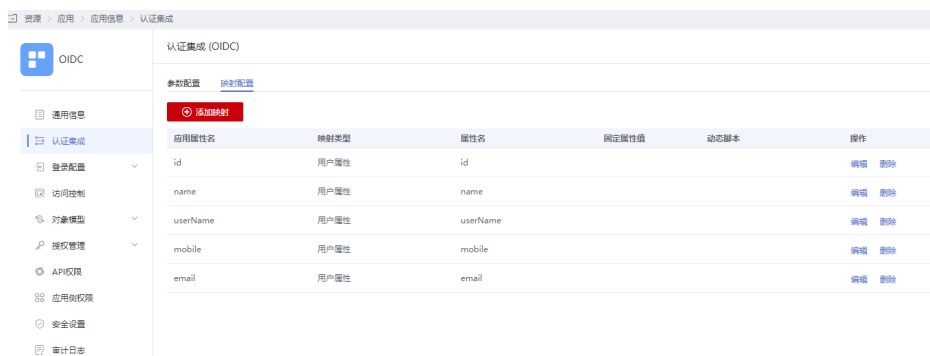 资源 > 应用 > 应用信息 > 认证集成
OIDC
通用信息
认证集成
登录配置
访问控制
对象模型
授权管理
API权限
应用侧权限
安全设置
审计日志
认证集成 (OIDC)
参数配置 映射配置
添加映射
应用属性名 映射类型 属性名 固定属性值 动态脚本 操作
id 用户属性 id 编辑 删除
name 用户属性 name 编辑 删除
userName 用户属性 userName 编辑 删除
mobile 用户属性 mobile 编辑 删除
email 用户属性 email 编辑 删除